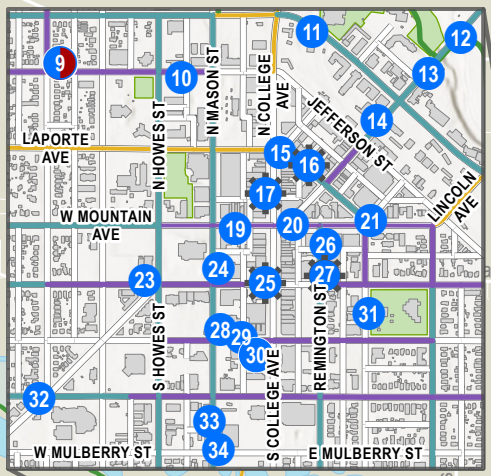 11
12
9
10
13
N HOWES ST
N MASON ST
N COLLEGE
AVE
JEFFERSON ST
14
LAPORTE
AVE
15
16
17
LINCOLN
AVE
W MOUNTAIN
AVE
19
20
21
26
23
24
25
27
S HOWES ST
28
29
30
31
S COLLEGE AVE
REMINGTON ST
32
33
34
W MULBERRY ST
E MULBERRY ST